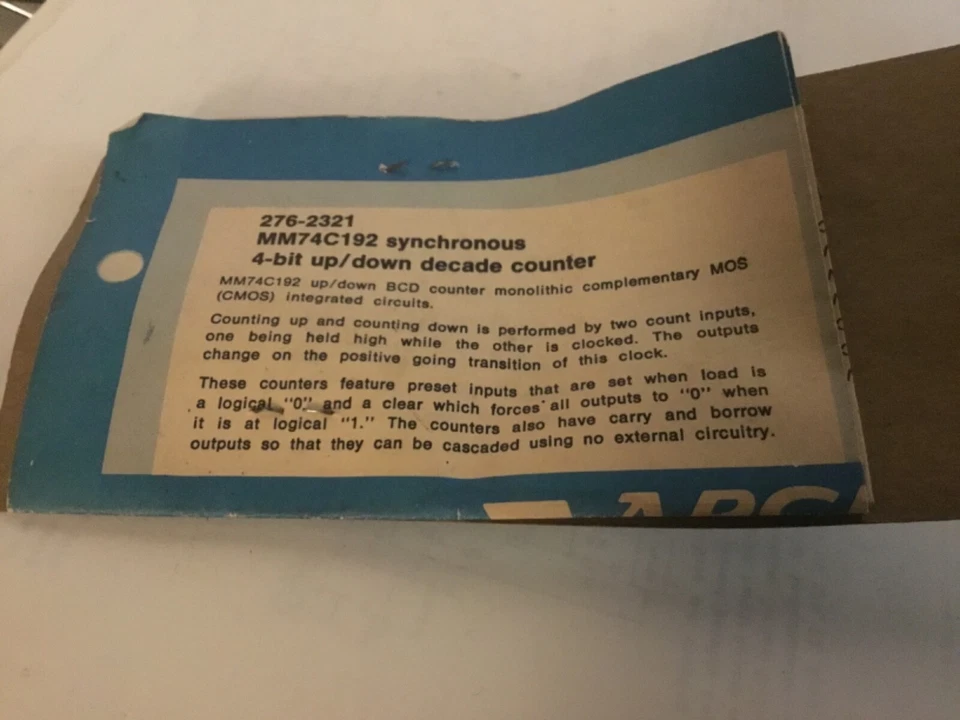 276-2321
MM74C192 synchronous
4-bit up/down decade counter
MM74C192 up/down BCD counter monolithic complementary MOS
(CMOS) integrated circuits.
Counting up and counting down is performed by two count inputs,
one being held high while the other is clocked. The outputs
change on the positive going transition of this clock.
These counters feature preset inputs that are set when load is
a logical "0" and a clear which forces all outputs to "0" when
it is at logical "1." The counters also have carry and borrow
outputs so that they can be cascaded using no external circuitry.